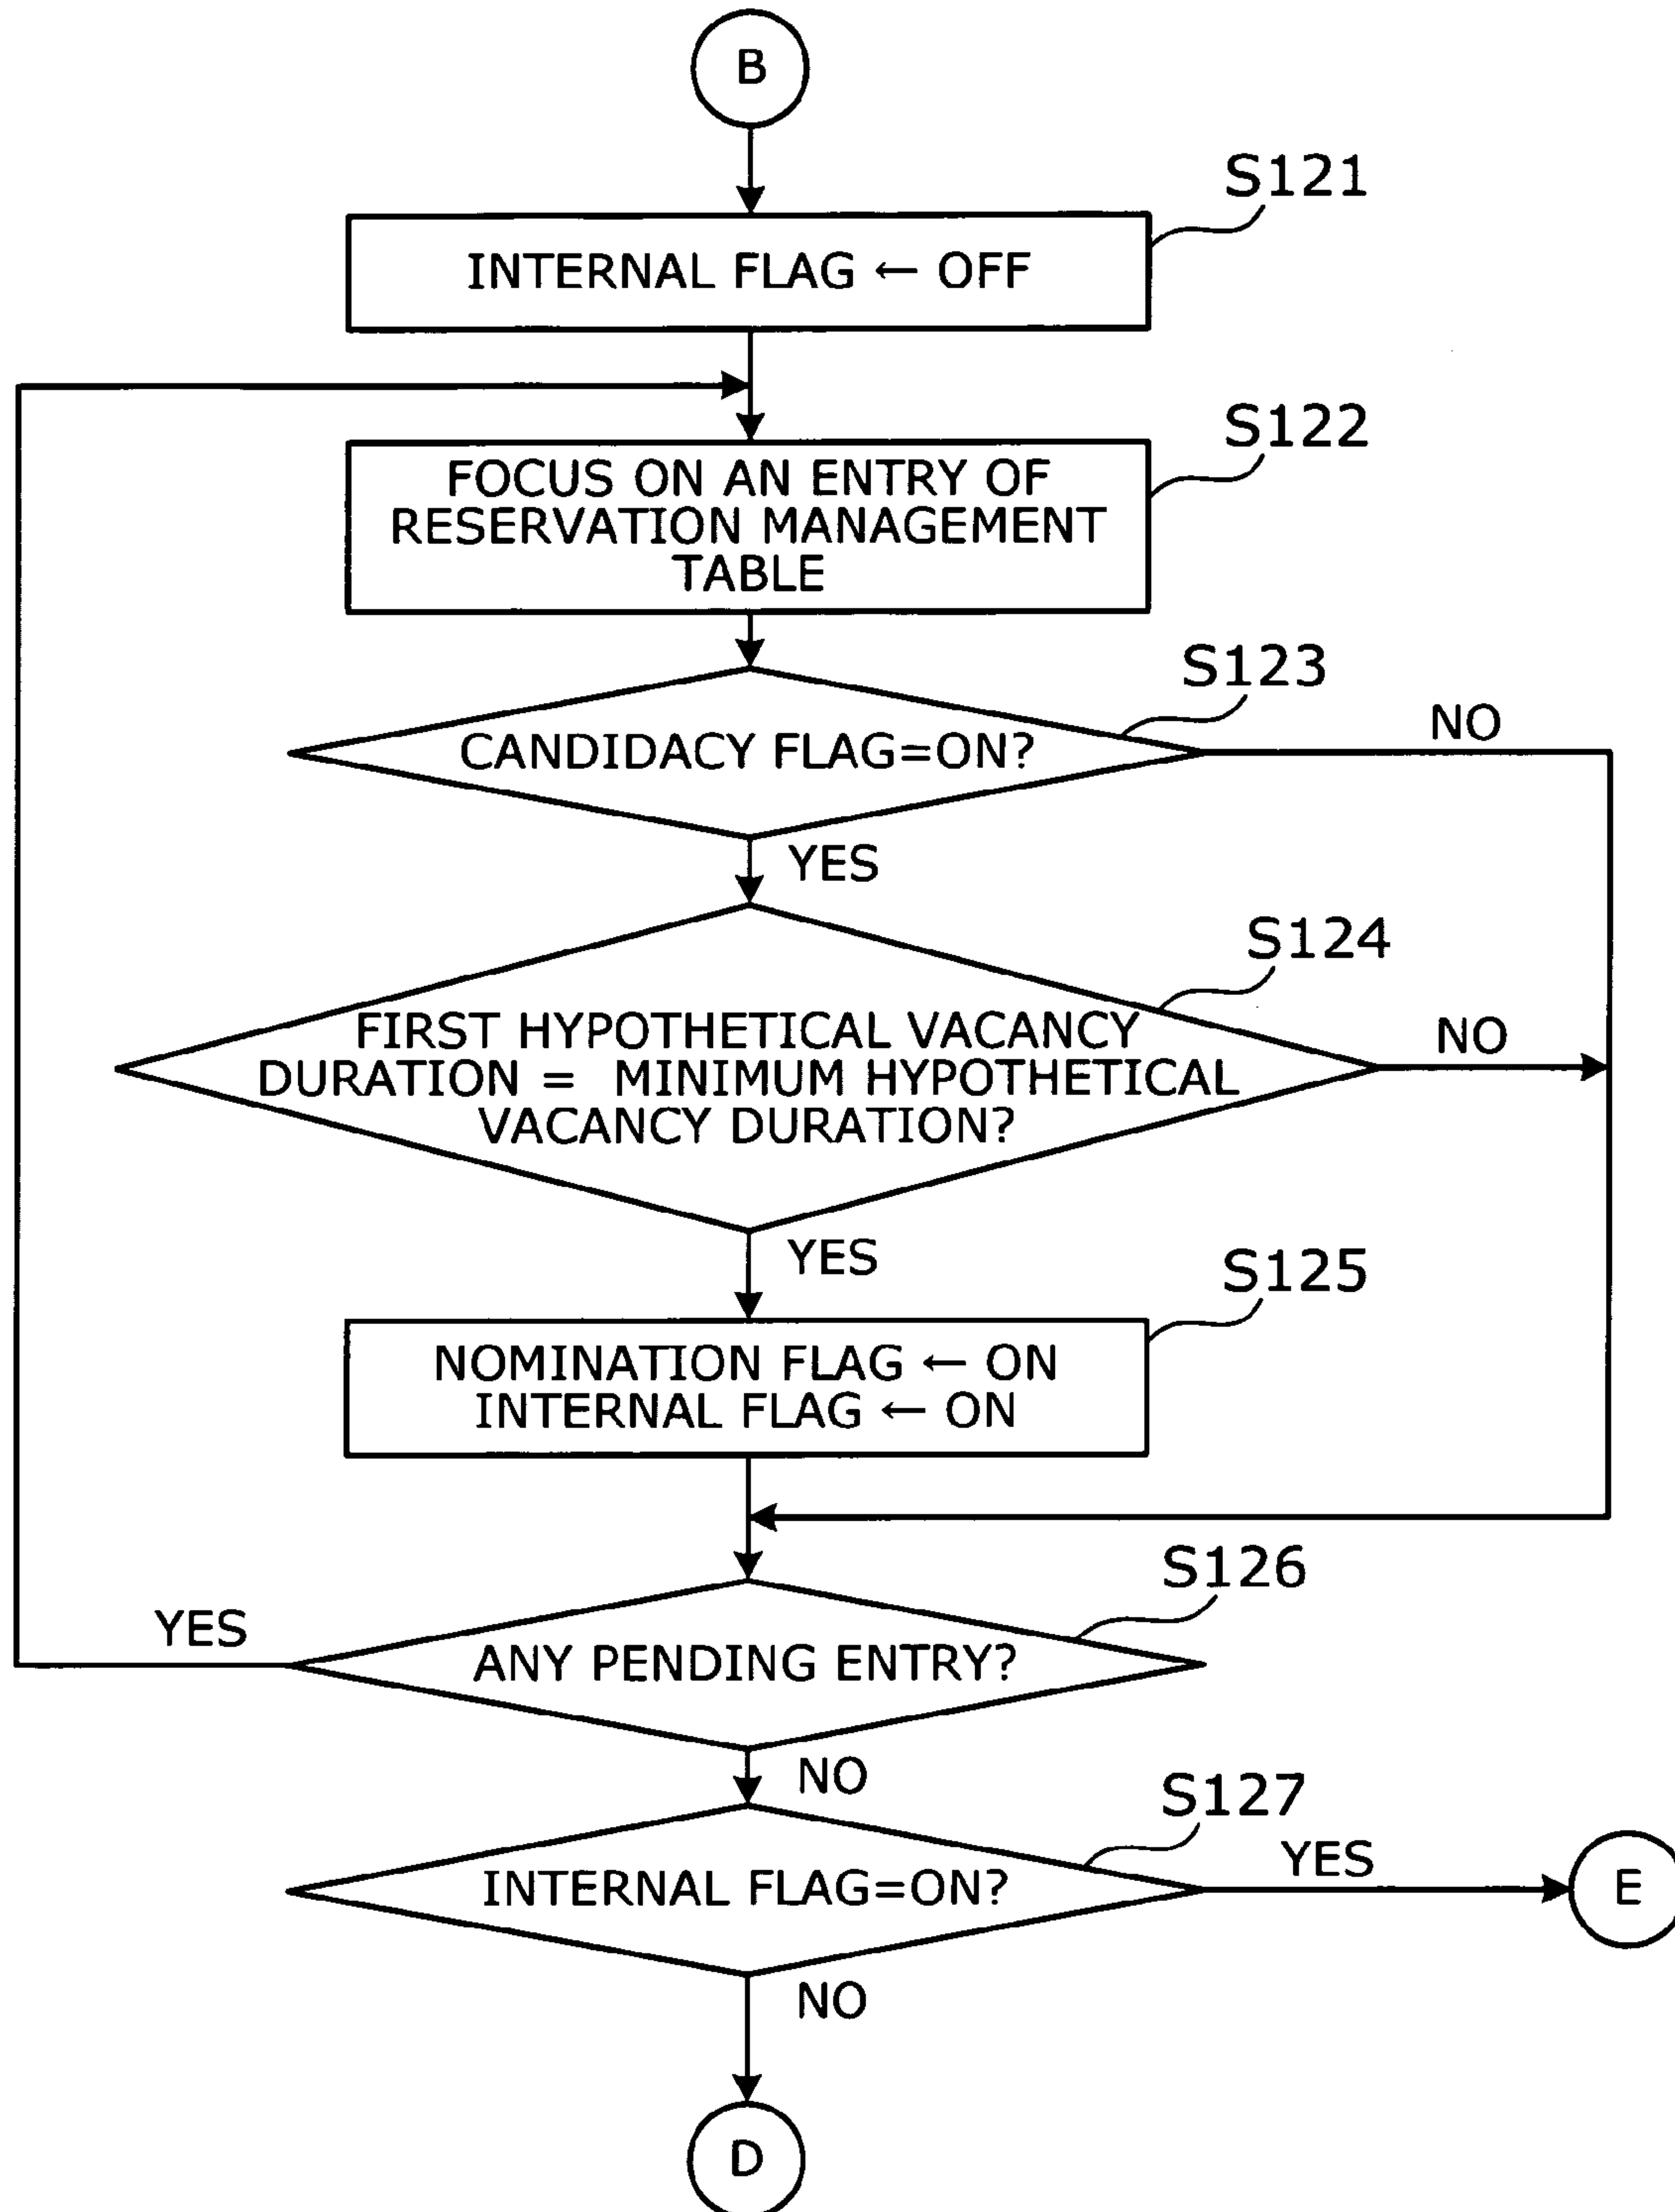 B
S121
INTERNAL FLAG ← OFF
S122
FOCUS ON AN ENTRY OF
RESERVATION MANAGEMENT
TABLE
S123
CANDIDACY FLAG=ON?
NO
YES
S124
FIRST HYPOTHETICAL VACANCY
DURATION = MINIMUM HYPOTHETICAL
VACANCY DURATION?
NO
YES
S125
NOMINATION FLAG ← ON
INTERNAL FLAG ← ON
S126
YES
ANY PENDING ENTRY?
NO
S127
INTERNAL FLAG=ON?
YES
E
NO
D